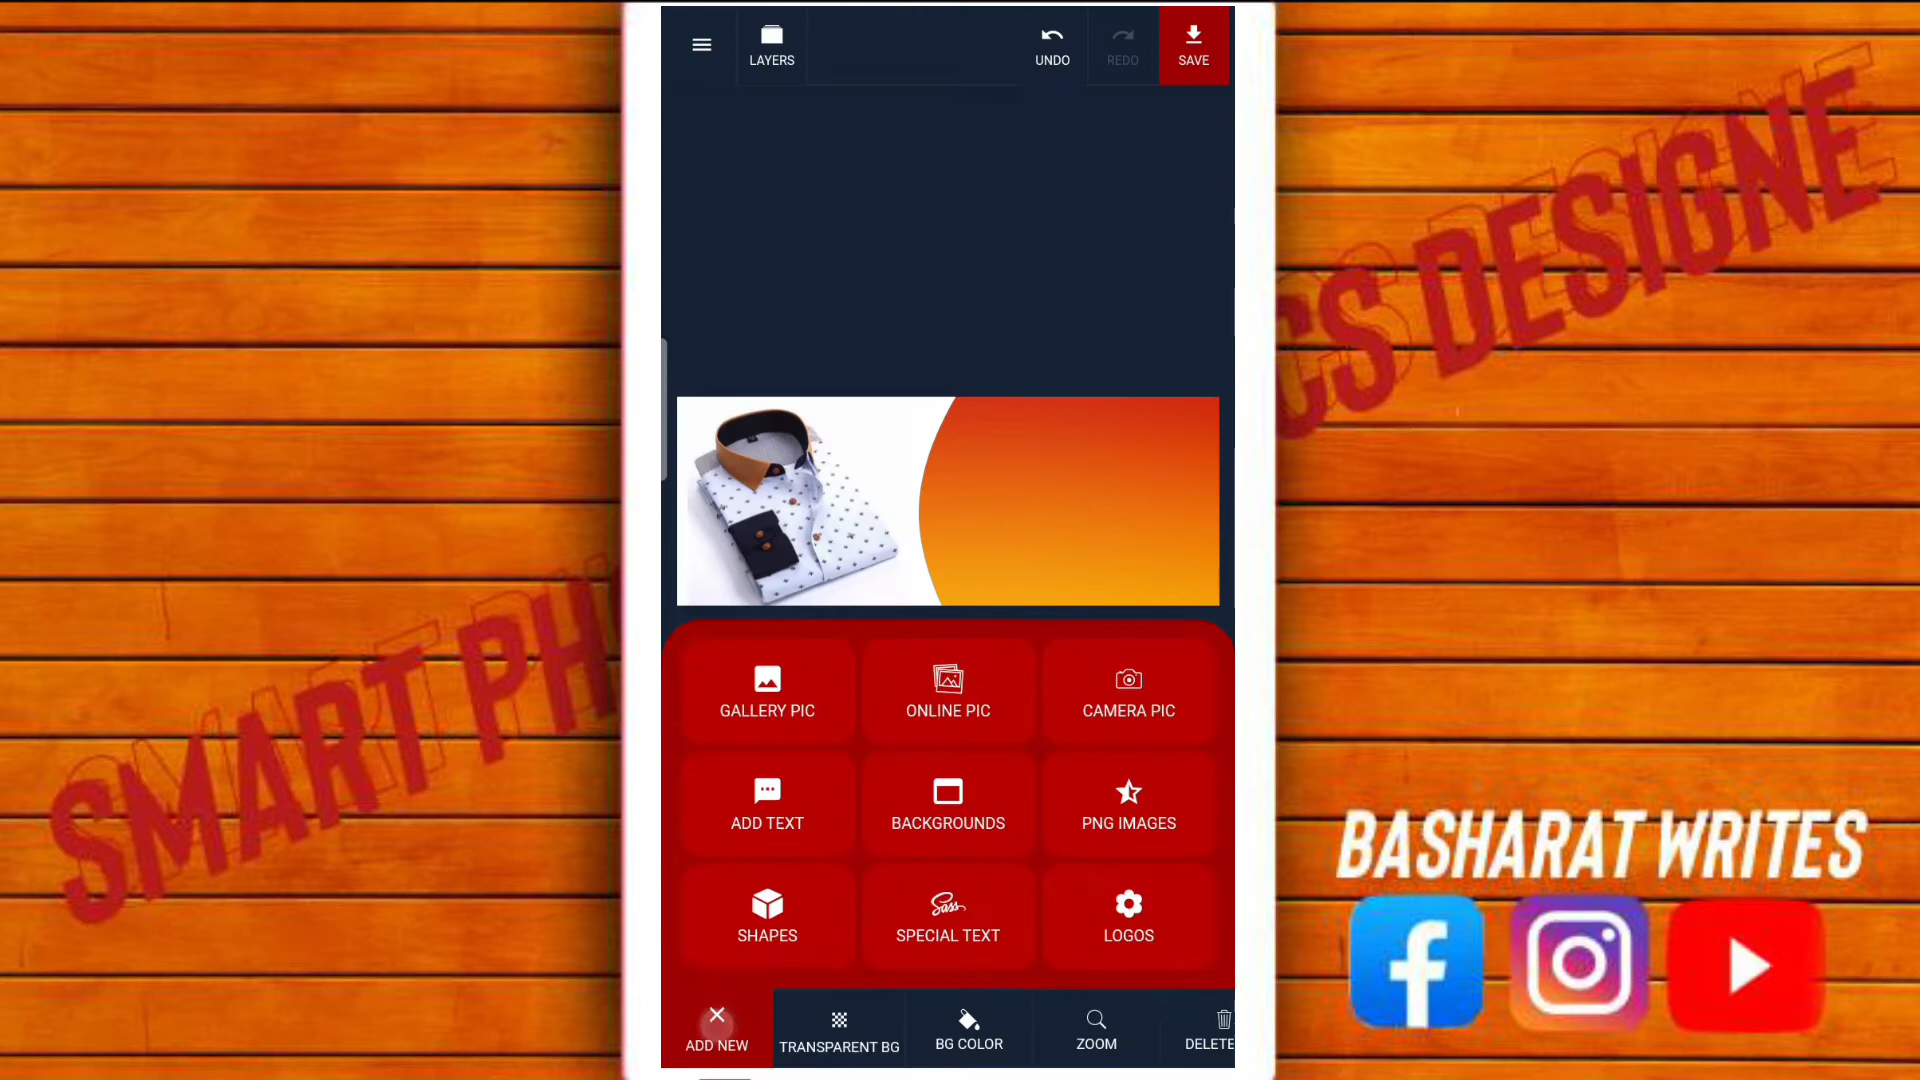 LAYERS
UNDO
REDO
SAVE
CS DESIGNE
SMART PH
GALLERY PIC
ONLINE PIC
CAMERA PIC
ADD TEXT
BACKGROUNDS
PNG IMAGES
SHAPES
Sass
SPECIAL TEXT
LOGOS
ADD NEW
TRANSPARENT BG
BG COLOR
ZOOM
DELETE
BASHARAT WRITES